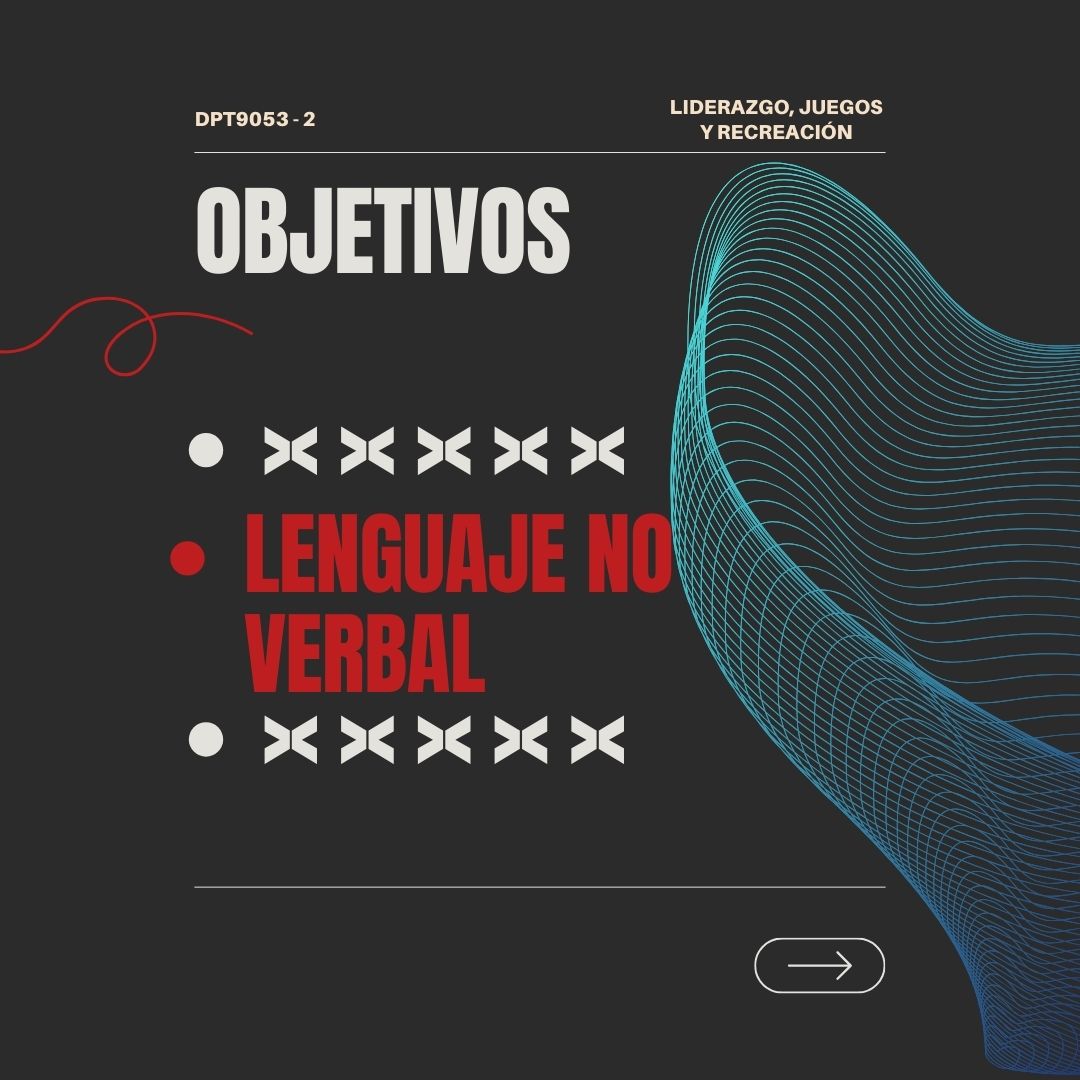 DPT9053 - 2
LIDERAZGO, JUEGOS
Y RECREACIÓN
OBJETIVOS
LENGUAJE NO
VERBAL